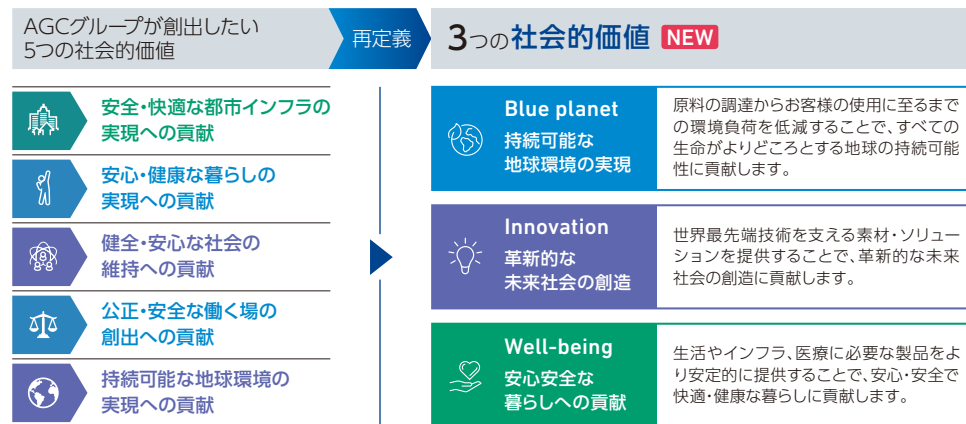 AGCグループが創出したい
5つの社会的価値
再定義
3つの社会的価値 NEW
安全・快適な都市インフラの
実現への貢献
安心・健康な暮らしの
実現への貢献
健全・安心な社会の
維持への貢献
公正・安全な働く場の
創出への貢献
持続可能な地球環境の
実現への貢献
Blue planet
持続可能な
地球環境の実現
原料の調達からお客様の使用に至るまで
の環境負荷を低減することで、すべての
生命がよりどころとする地球の持続可能
性に貢献します。
Innovation
革新的な
未来社会の創造
世界最先端技術を支える素材・ソリュー
ションを提供することで、革新的な未来
社会の創造に貢献します。
Well-being
安心安全な
暮らしへの貢献
生活やインフラ、医療に必要な製品をよ
り安定的に提供することで、安心・安全で
快適・健康な暮らしに貢献します。